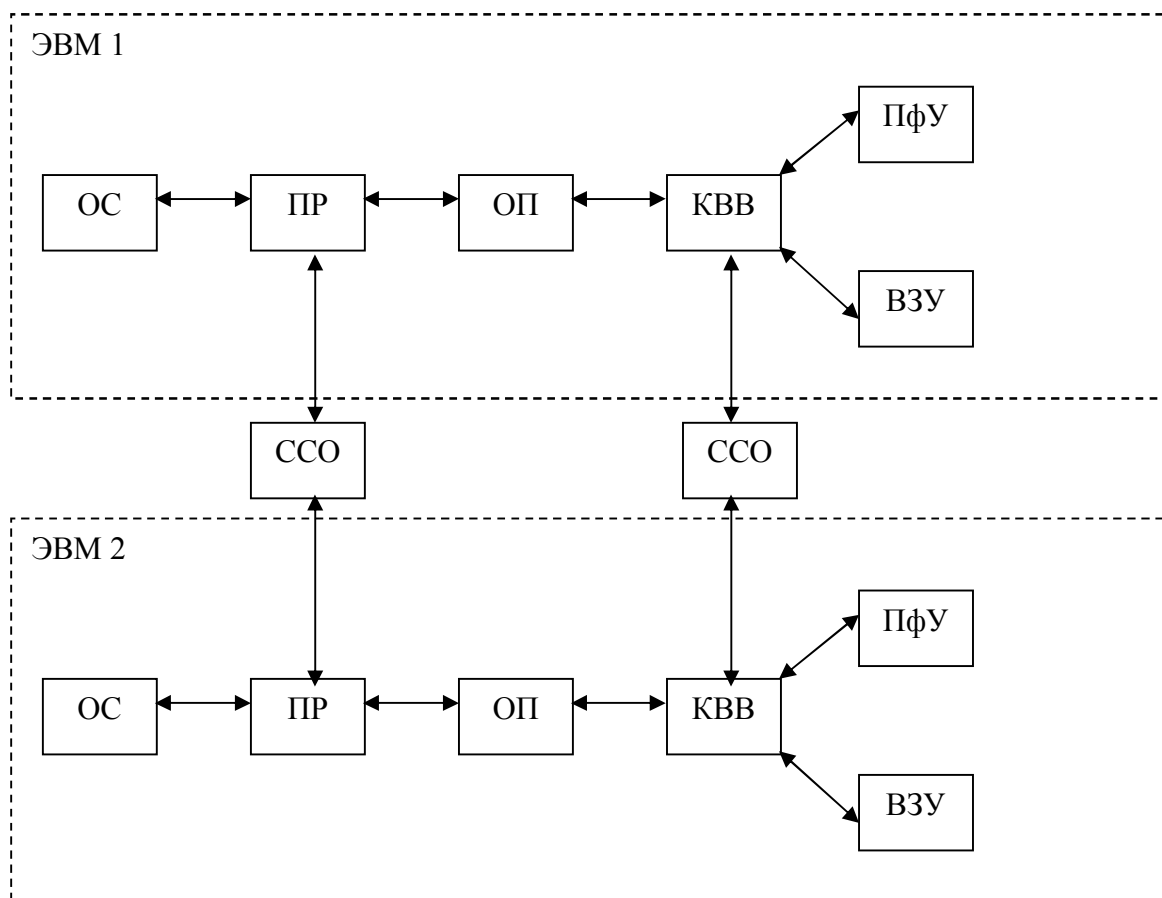 ЭВМ 1
ПфУ
ОС ПР ОП КВВ
ВЗУ
ССО ССО
ЭВМ 2
ПфУ
ОС ПР ОП КВВ
ВЗУ